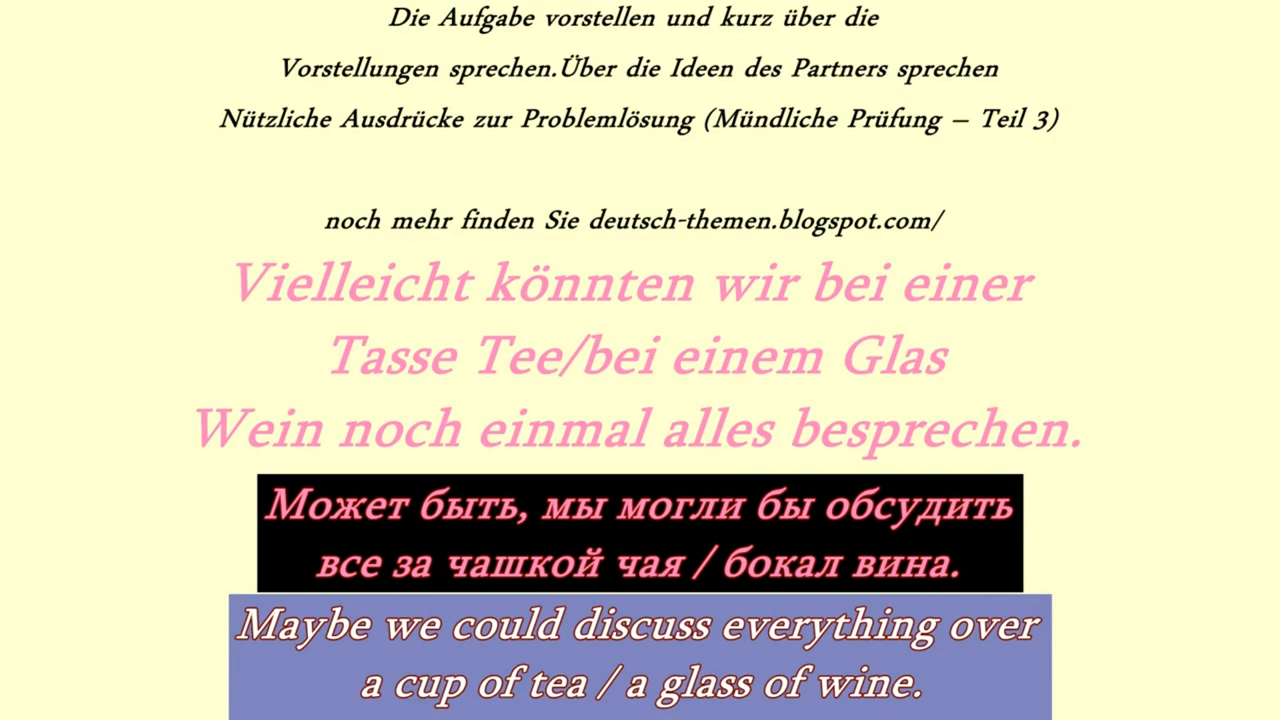 Die Aufgabe vorstellen und kurz über die
Vorstellungen sprechen.Über die Ideen des Partners sprechen
Nützliche Ausdrücke zur Problemlösung (Mündliche Prüfung – Teil 3)
noch mehr finden Sie deutsch-themen.blogspot.com/
Vielleicht könnten wir bei einer
Tasse Tee/bei einem Glas
Wein noch einmal alles besprechen.
Может быть, мы могли бы обсудить
все за чашкой чая / бокал вина.
Maybe we could discuss everything over
a cup of tea / a glass of wine.